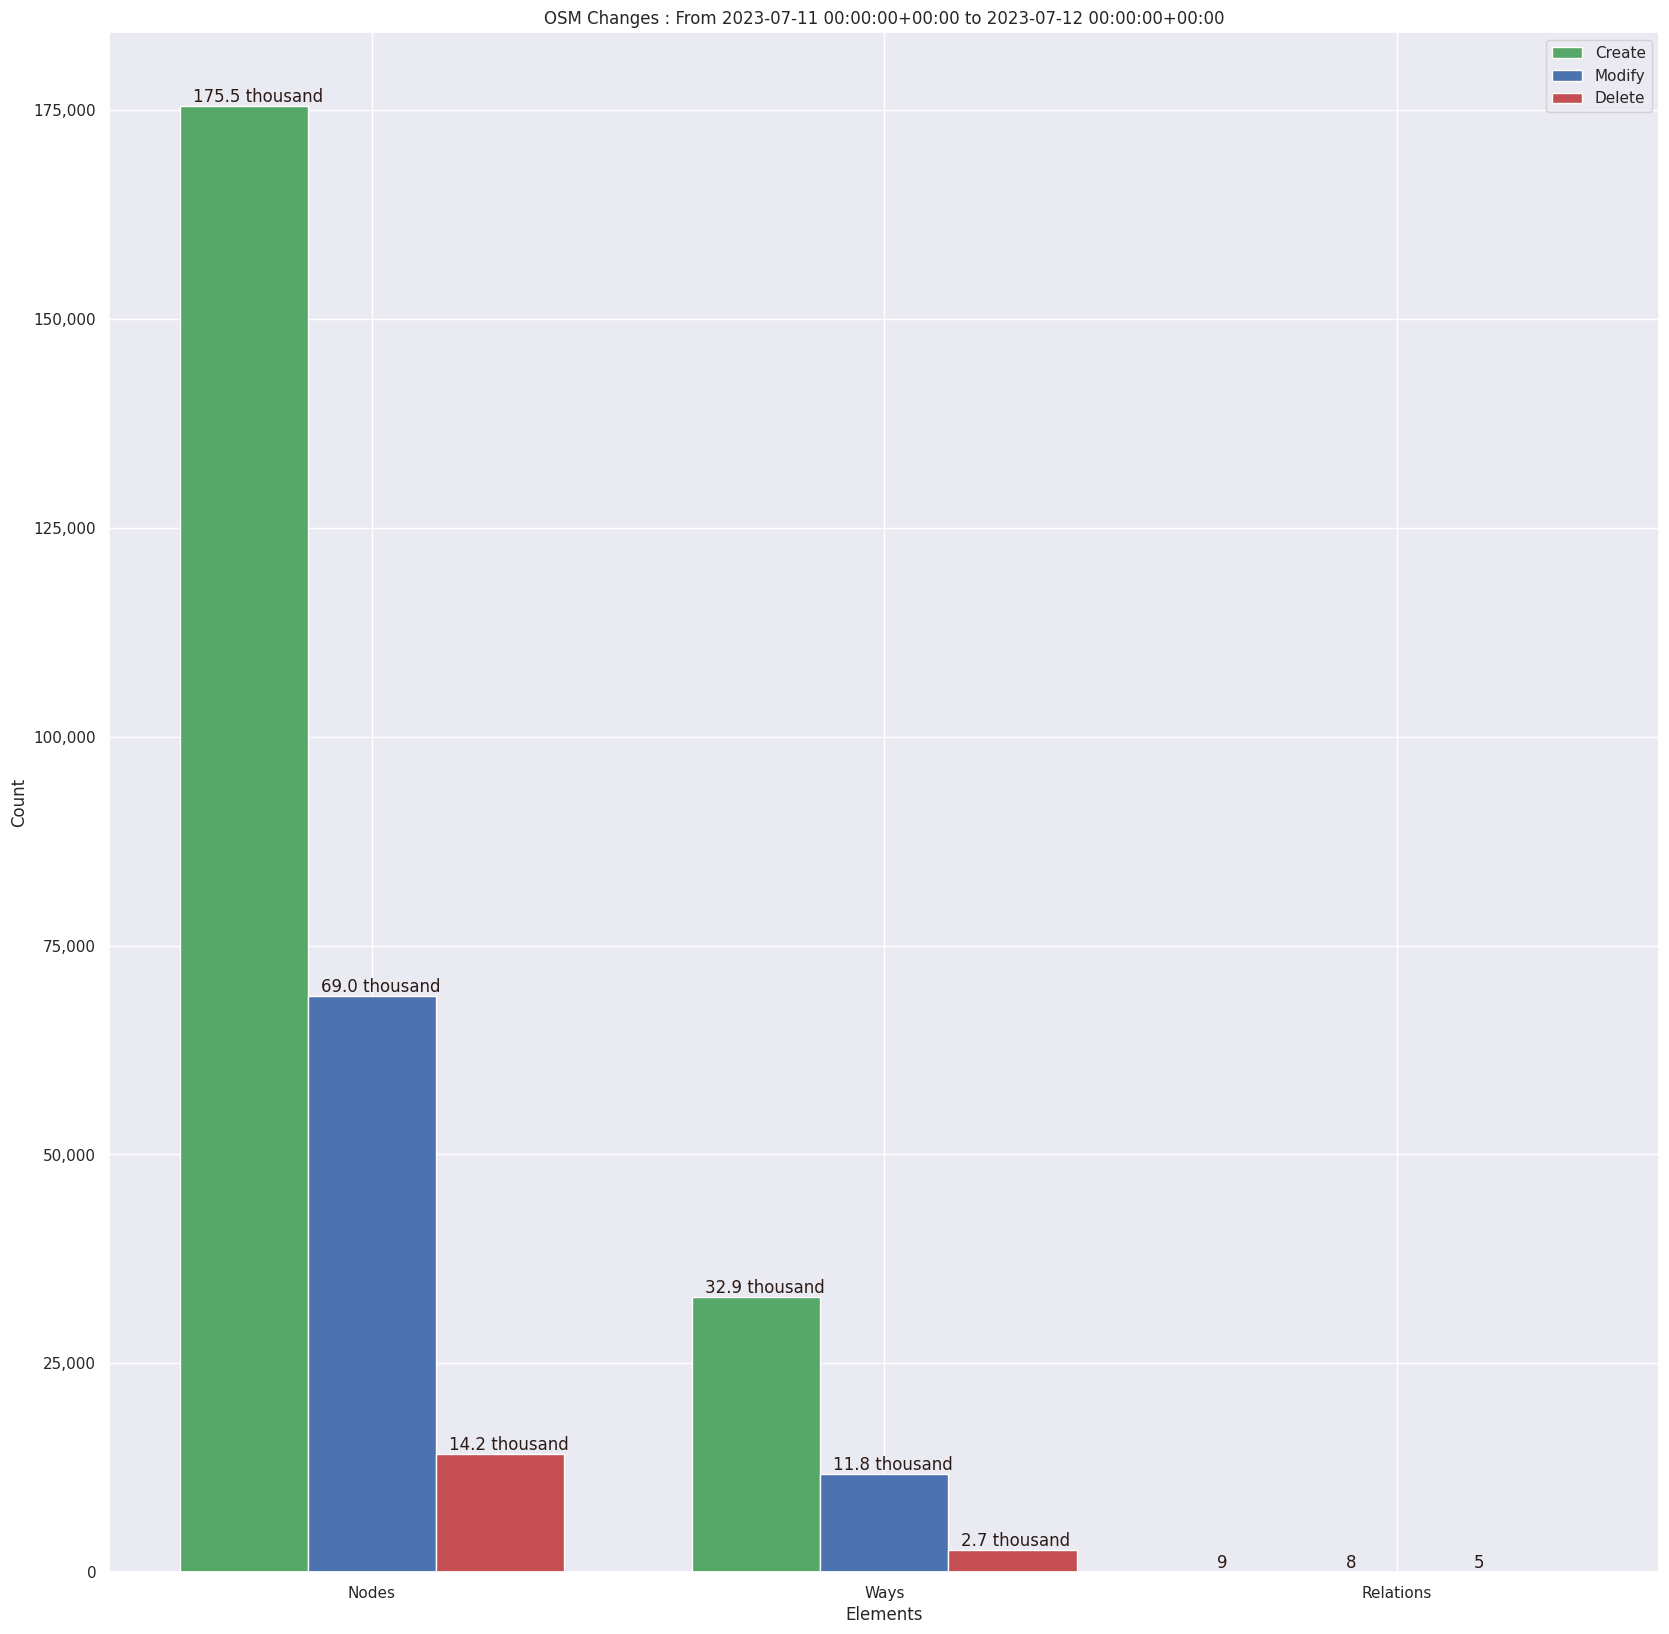 OSM Changes : From 2023-07-11 00:00:00+00:00 to 2023-07-12 00:00:00+00:00
Create
Modify
Delete
175.5 thousand
175,000
150,000
125,000
100,000
Count
75,000
69.0 thousand
50,000
32.9 thousand
25,000
14.2 thousand
11.8 thousand
2.7 thousand
9
8
5
0
Nodes
Ways
Relations
Elements